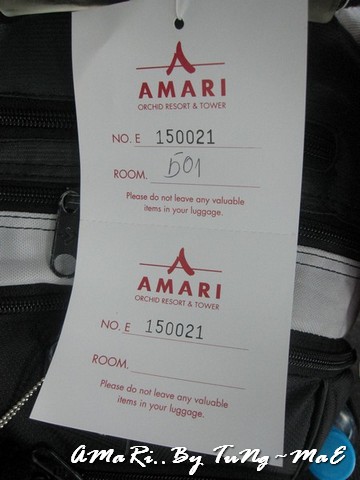 AMARI
ORCHID RESORT & TOWER
NO. E 150021
ROOM. 501
Please do not leave any valuable
items in your luggage.
AMARI
ORCHID RESORT & TOWER
NO. E 150021
ROOM.
Please do not leave any valuable
items in your luggage.
AMaRi..By TuNg~MaE